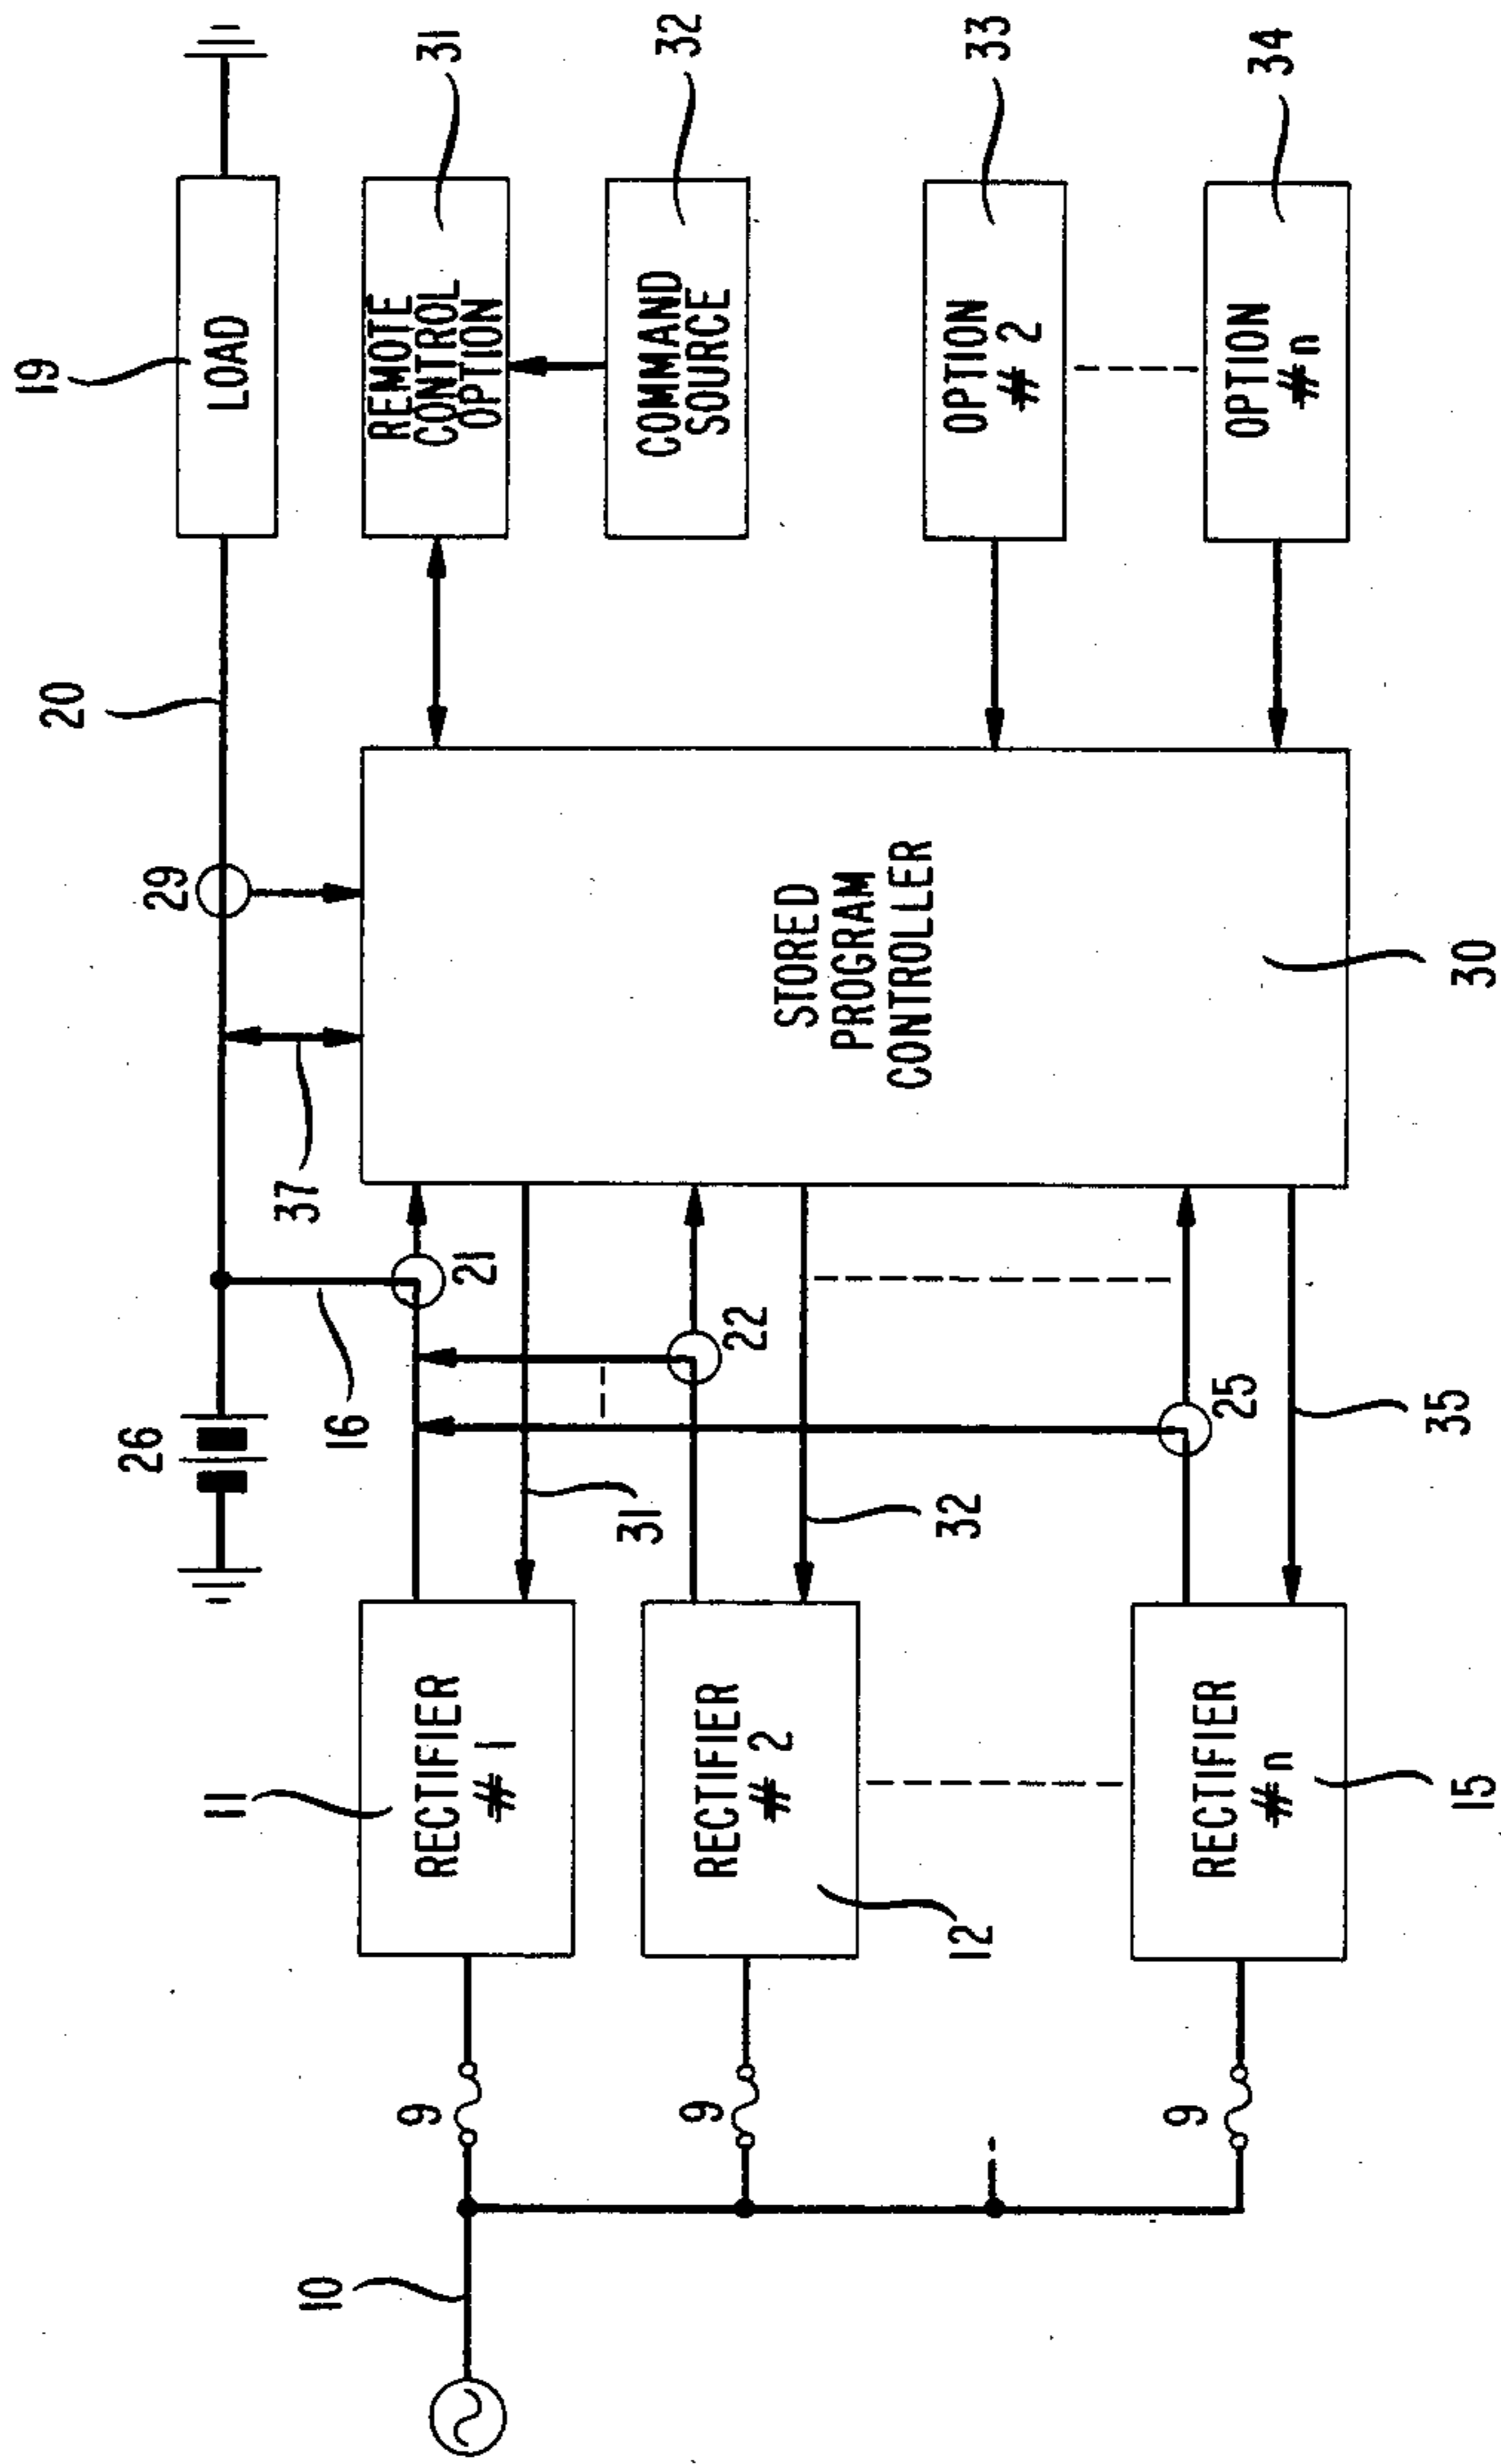 19
LOAD
20
29
37
26
16
31
REMOTE
CONTROL
OPTION
32
COMMAND
SOURCE
33
OPTION
# 2
34
OPTION
# n
STORED
PROGRAM
CONTROLLER
30
21
22
25
31
32
35
11
RECTIFIER
# 1
RECTIFIER
# 2
12
RECTIFIER
# n
15
9
9
9
10